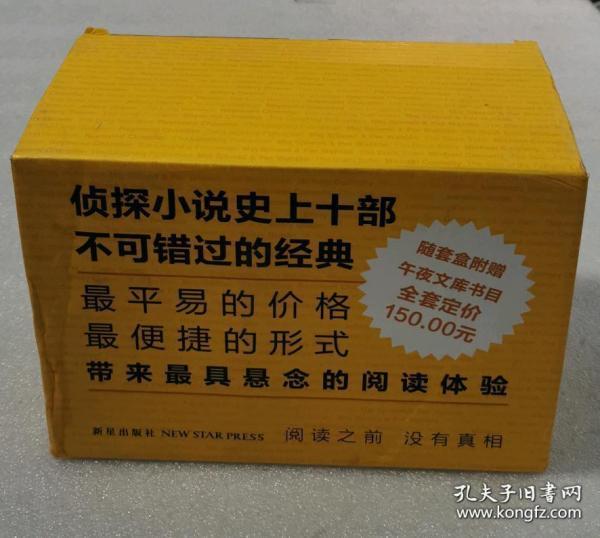 侦探小说史上十部
不可错过的经典
随套盒附赠
午夜文库书目
全套定价
150.00元
最平易的价格
最便捷的形式
带来最具悬念的阅读体验
新星出版社 NEW STAR PRESS 阅读之前 没有真相
孔夫子旧书网
www.kongfz.com